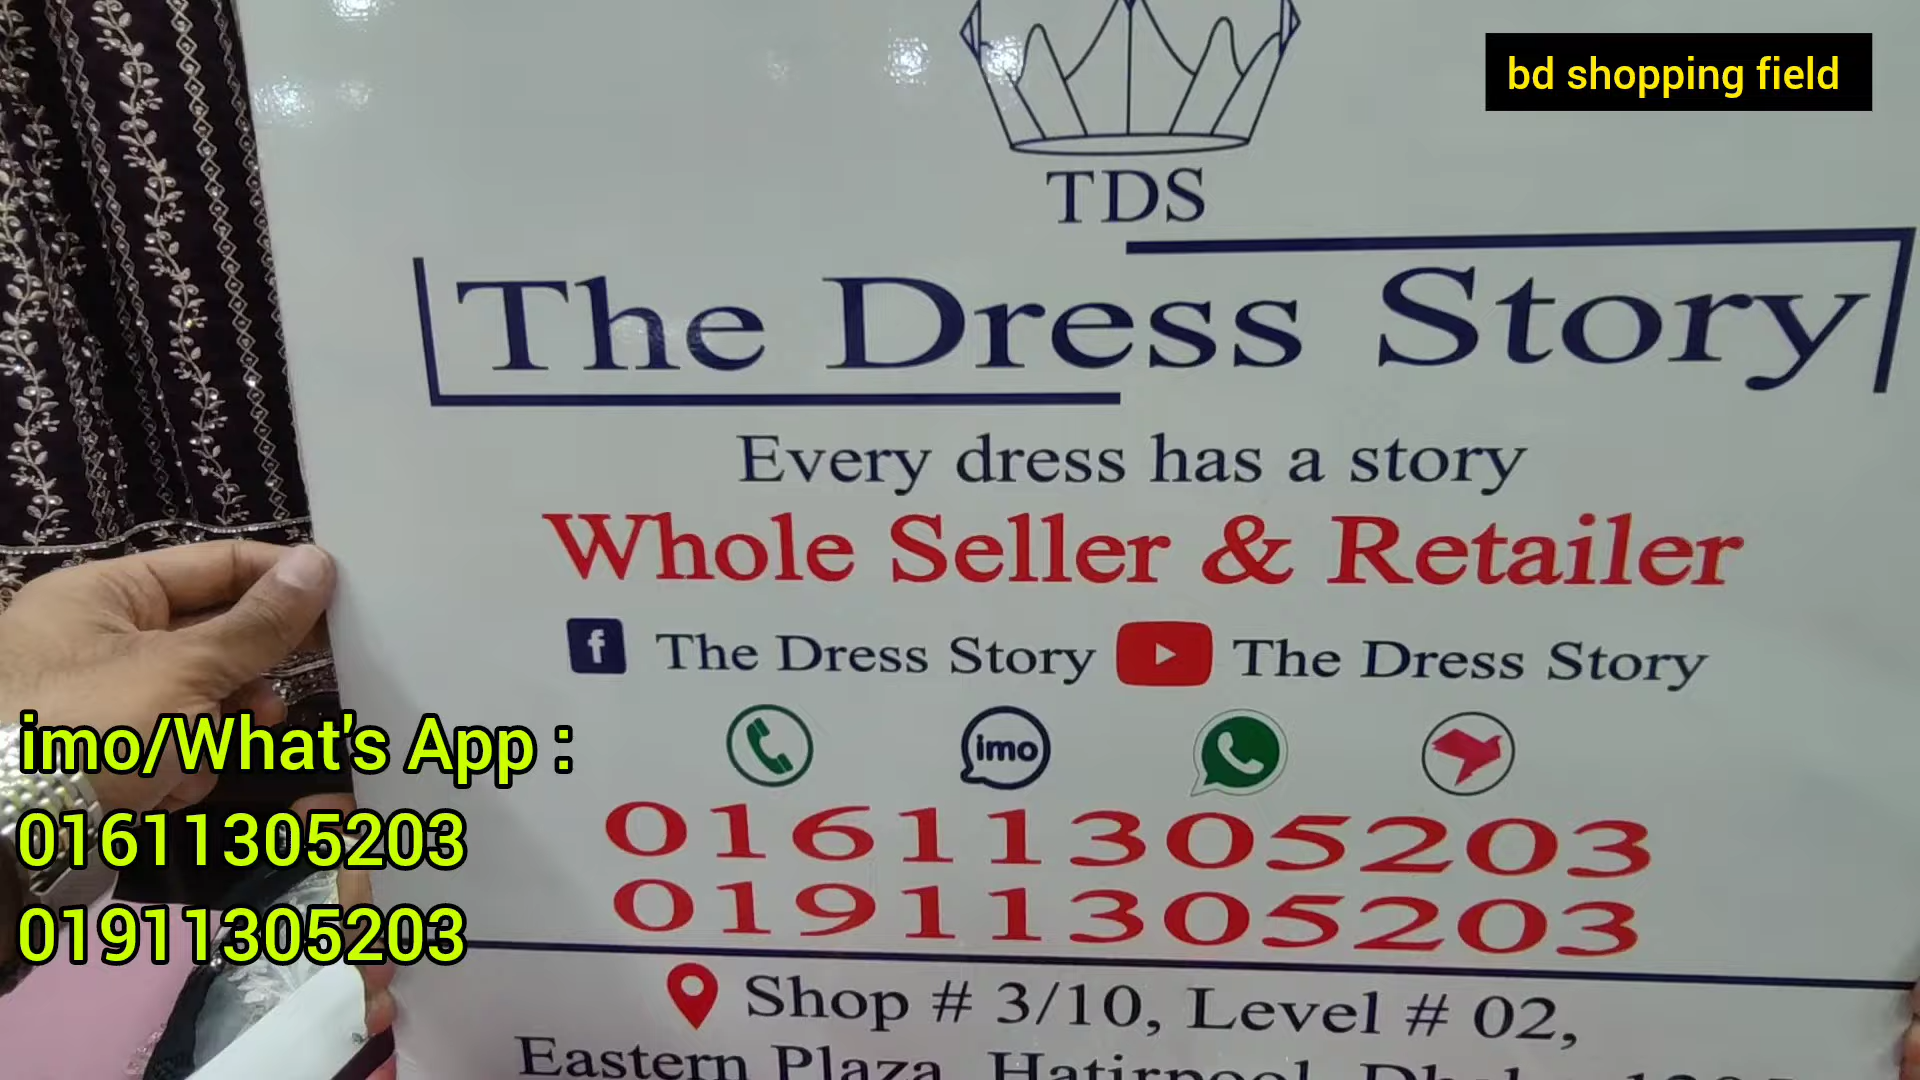 bd shopping field
TDS
The Dress Story
Every dress has a story
Whole Seller & Retailer
f The Dress Story The Dress Story
imo
imo/What's App :
01611305203
01911305203
01611305203
01911305203
Shop # 3/10, Level # 02,
Eastern Plaza, Hatirpool,